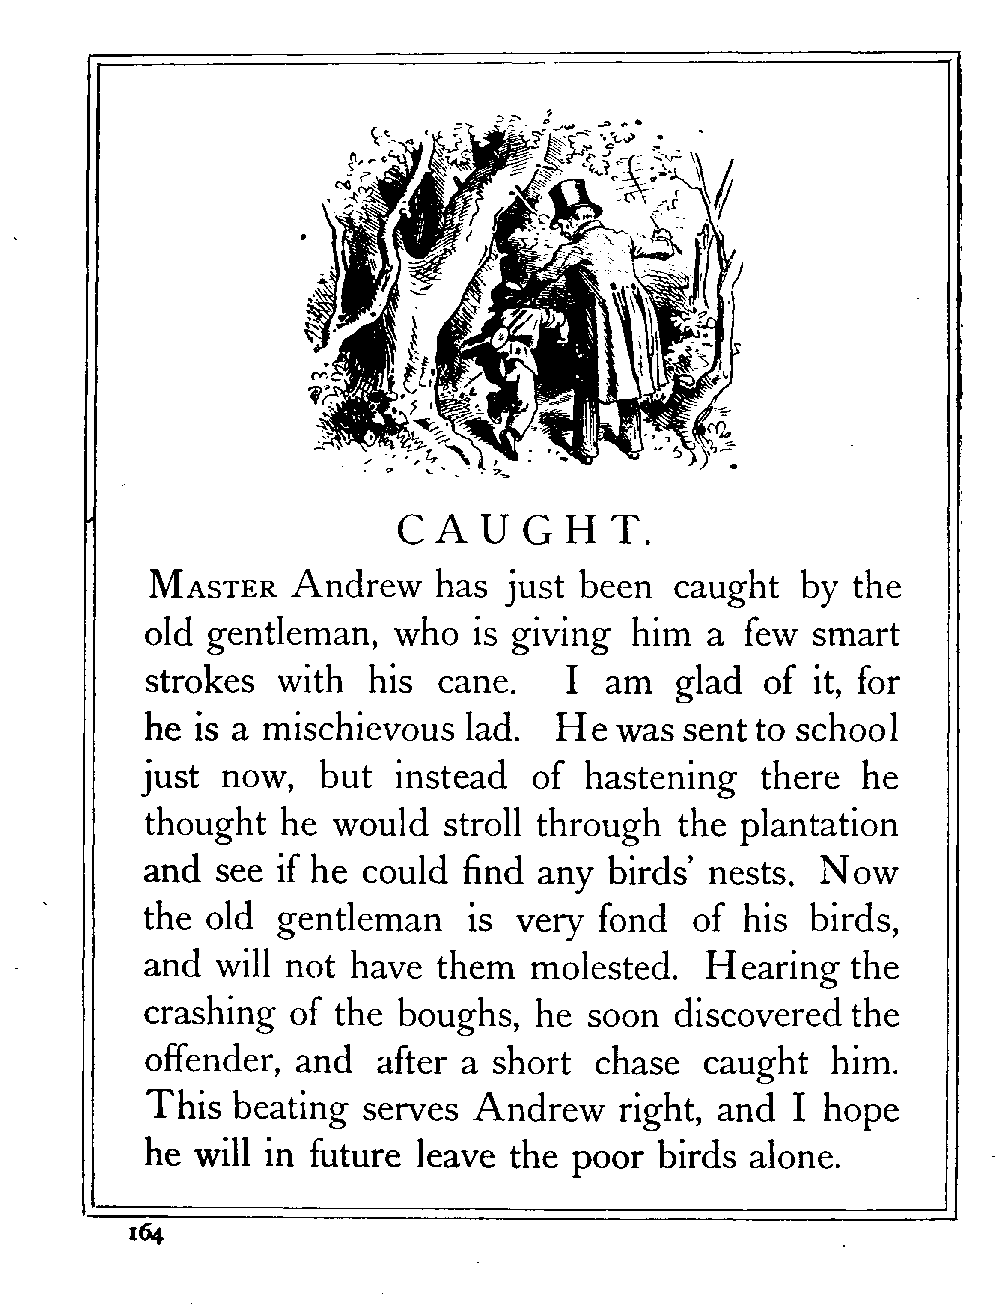 CAUGHT.
MASTER Andrew has just been caught by the
old gentleman, who is giving him a few smart
strokes with his cane. I am glad of it, for
he is a mischievous lad. He was sent to school
just now, but instead of hastening there he
thought he would stroll through the plantation
and see if he could find any birds’ nests. Now
the old gentleman is very fond of his birds,
and will not have them molested. Hearing the
crashing of the boughs, he soon discovered the
offender, and after a short chase caught him.
This beating serves Andrew right, and I hope
he will in future leave the poor birds alone.
164